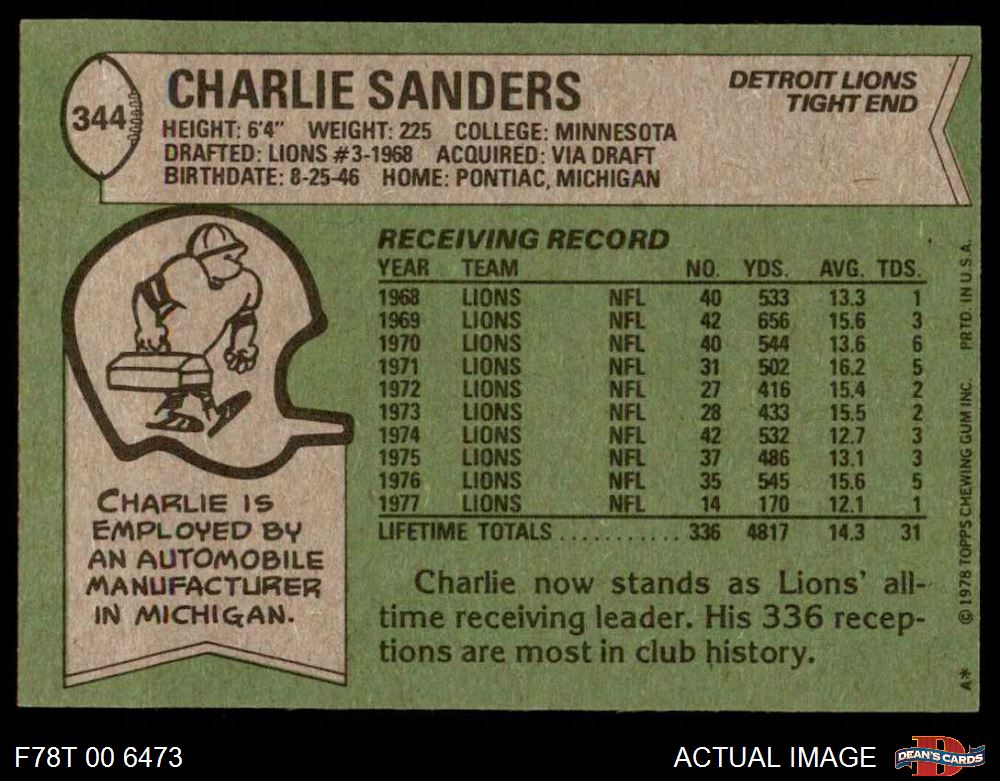 344
CHARLIE SANDERS
DETROIT LIONS
TIGHT END
HEIGHT: 6'4" WEIGHT: 225 COLLEGE: MINNESOTA
DRAFTED: LIONS #3-1968 ACQUIRED: VIA DRAFT
BIRTHDATE: 8-25-46 HOME: PONTIAC, MICHIGAN
RECEIVING RECORD
YEAR TEAM NO. YDS. AVG. TDS.
1968 LIONS NFL 40 533 13.3 1
1969 LIONS NFL 42 656 15.6 3
1970 LIONS NFL 40 544 13.6 6
1971 LIONS NFL 31 502 16.2 5
1972 LIONS NFL 27 416 15.4 2
1973 LIONS NFL 28 433 15.5 2
1974 LIONS NFL 42 532 12.7 3
1975 LIONS NFL 37 486 13.1 3
1976 LIONS NFL 35 545 15.6 5
1977 LIONS NFL 14 170 12.1 1
LIFETIME TOTALS ........... 336 4817 14.3 31
CHARLIE IS
EMPLOYED BY
AN AUTOMOBILE
MANUFACTURER
IN MICHIGAN.
Charlie now stands as Lions' all-
time receiving leader. His 336 recep-
tions are most in club history.
A* © 1978 TOPPS CHEWING GUM INC. PRTD. IN U.S.A.
F78T 00 6473
ACTUAL IMAGE
D
DEAN'S CARDS